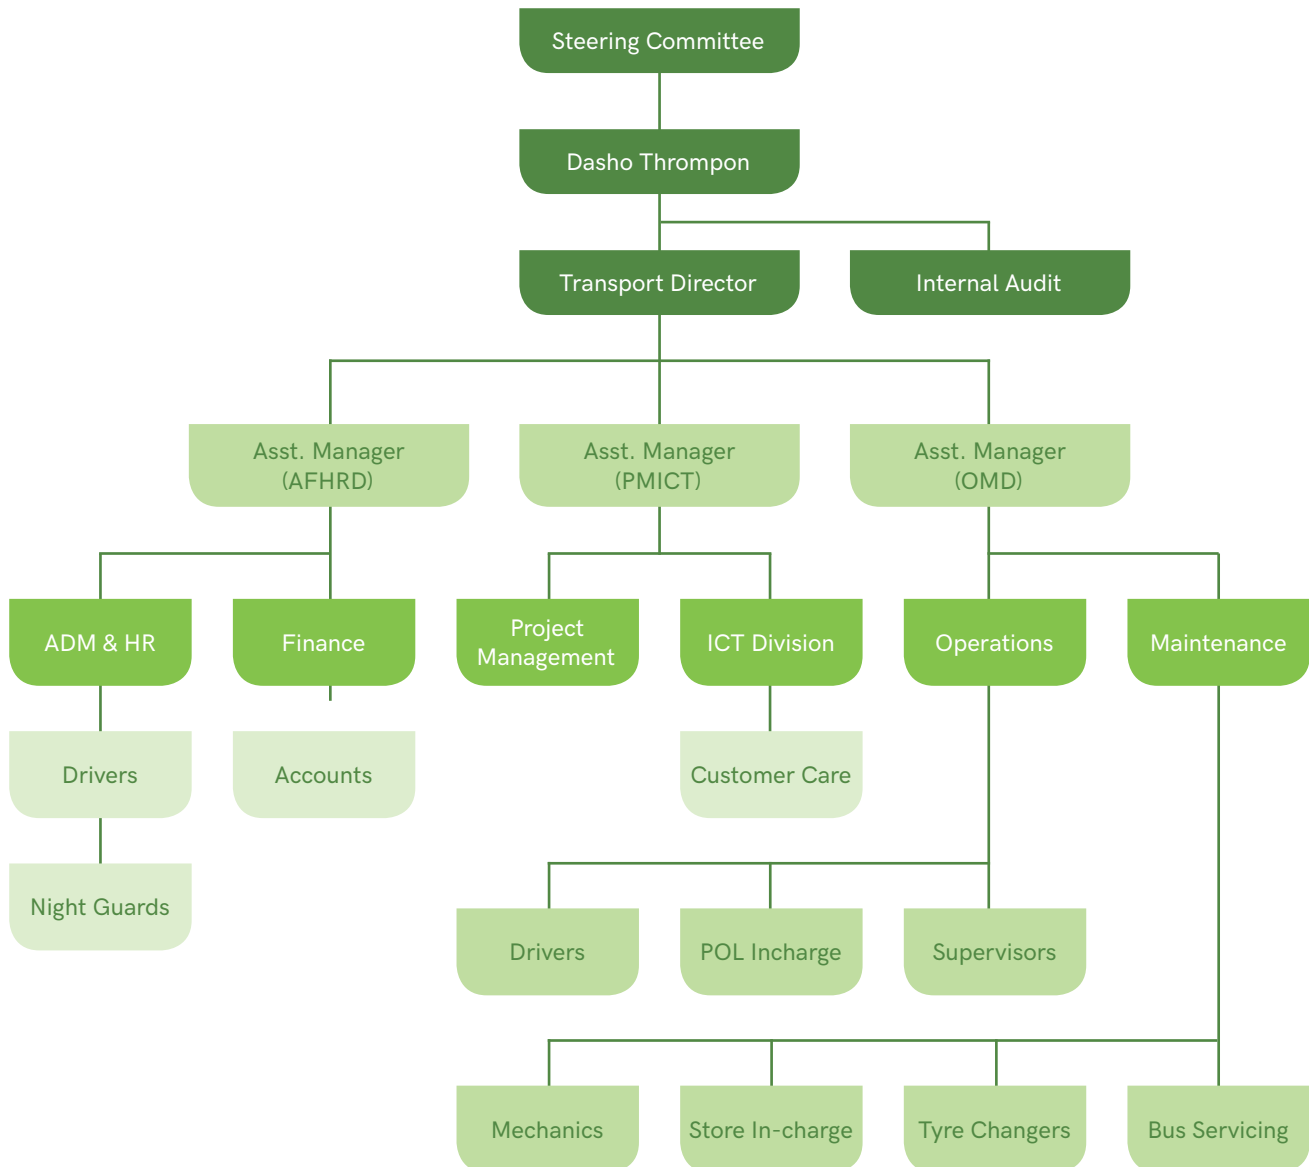 Steering Committee
Dasho Thrompon
Transport Director
Internal Audit
Asst. Manager
(AFHRD)
Asst. Manager
(PMICT)
Asst. Manager
(OMD)
ADM & HR
Finance
Project
Management
ICT Division
Operations
Maintenance
Drivers
Accounts
Customer Care
Night Guards
Drivers
POL Incharge
Supervisors
Mechanics
Store In-charge
Tyre Changers
Bus Servicing